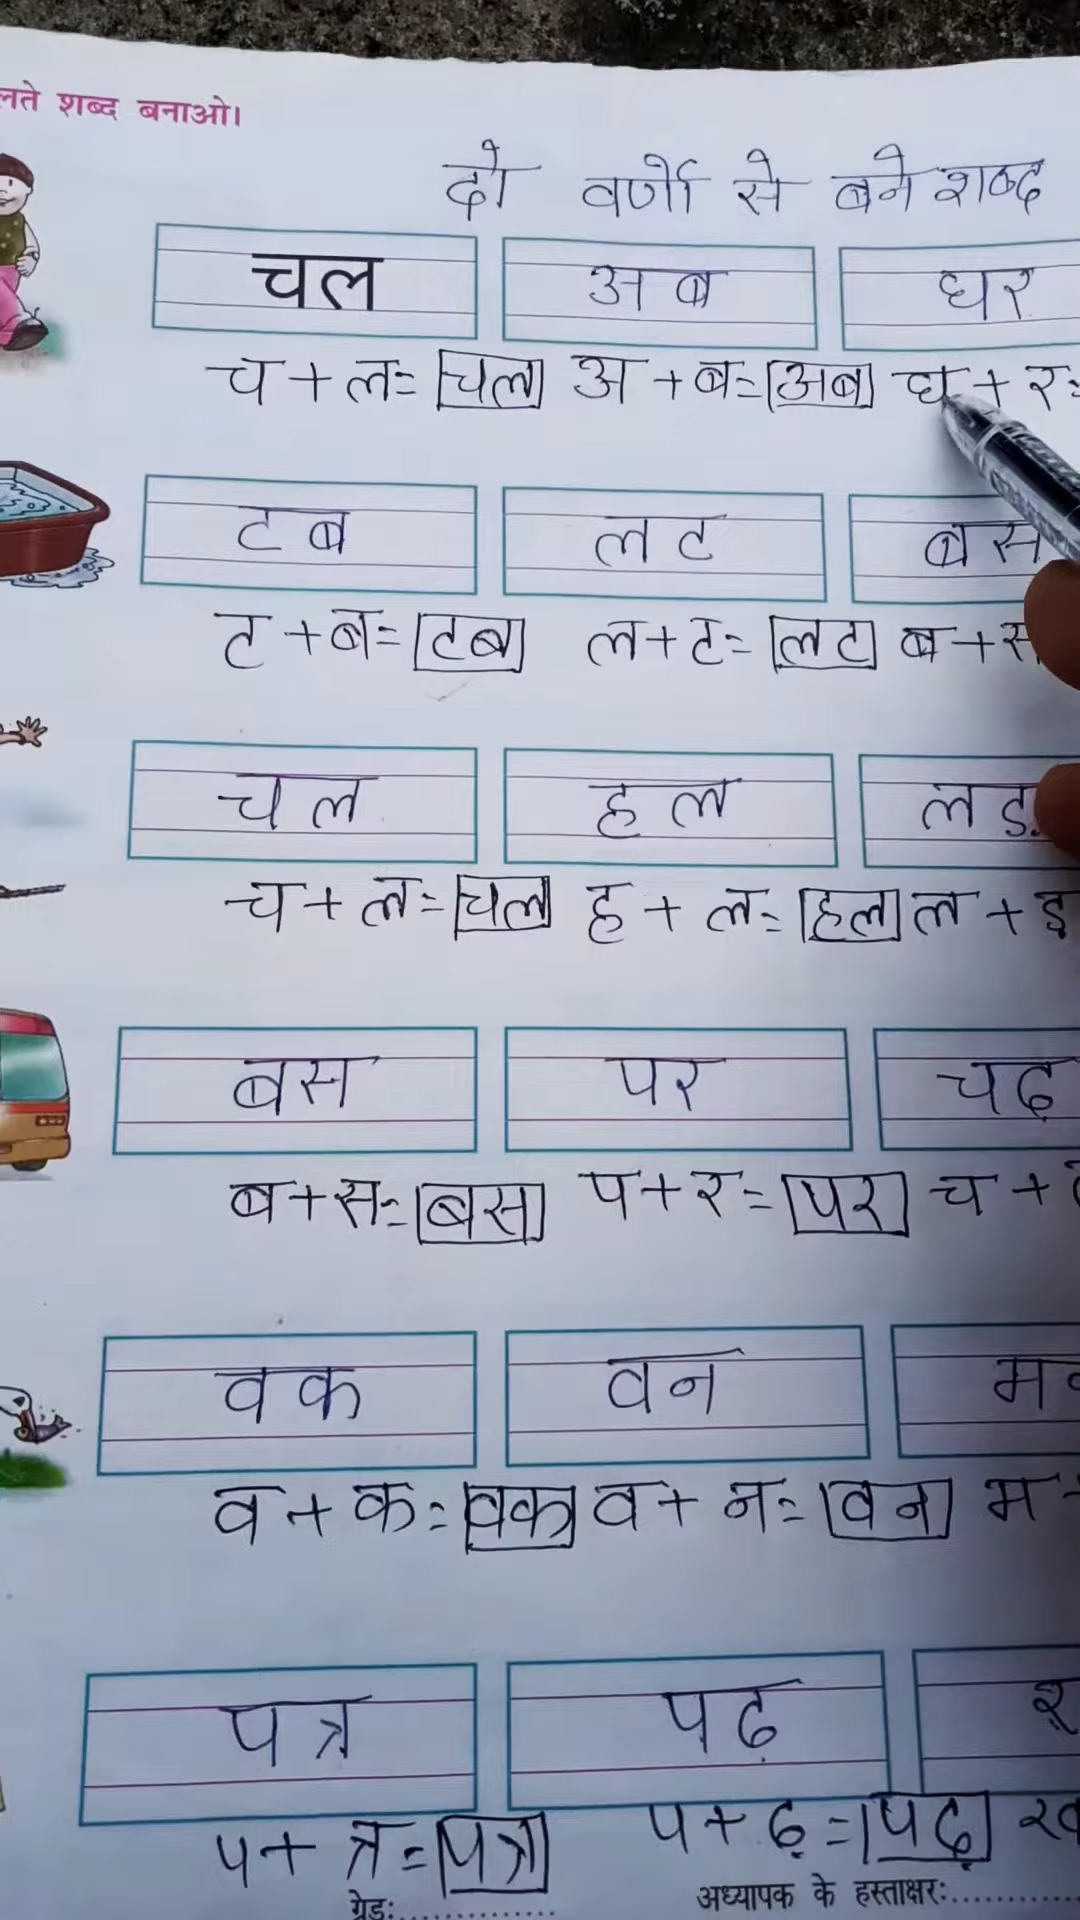 लते शब्द बनाओ।
दो वर्णो से बने शब्द
चल अब घर
च + ल= चल अ + ब= अब घ + र=
टब लट बस
ट + ब= टब ल + ट= लट ब + स
चल हल लड़
च + ल= चल ह + ल= हल ल + ड़
बस पर चढ़
ब + स= बस प + र= पर च +
वक वन म
व + क= वक व + न= वन म
पत्र पढ़
प + त्र= पत्र प + ढ़= पढ़
ग्रेड:............... अध्यापक के हस्ताक्षर:...............